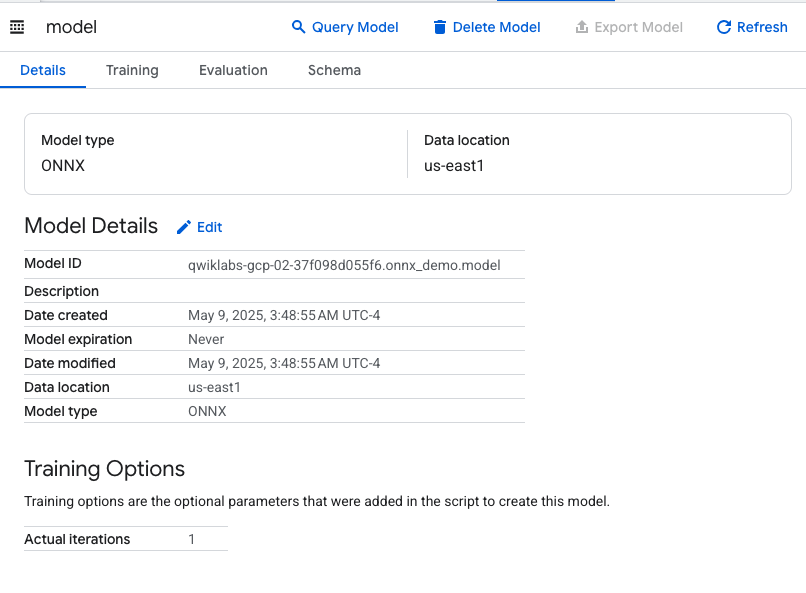 model Query Model Delete Model Export Model Refresh
Details Training Evaluation Schema
Model type Data location
ONNX us-east1
Model Details Edit
Model ID qwiklabs-gcp-02-37f098d055f6.onnx_demo.model
Description
Date created May 9, 2025, 3:48:55 AM UTC-4
Model expiration Never
Date modified May 9, 2025, 3:48:55 AM UTC-4
Data location us-east1
Model type ONNX
Training Options
Training options are the optional parameters that were added in the script to create this model.
Actual iterations 1